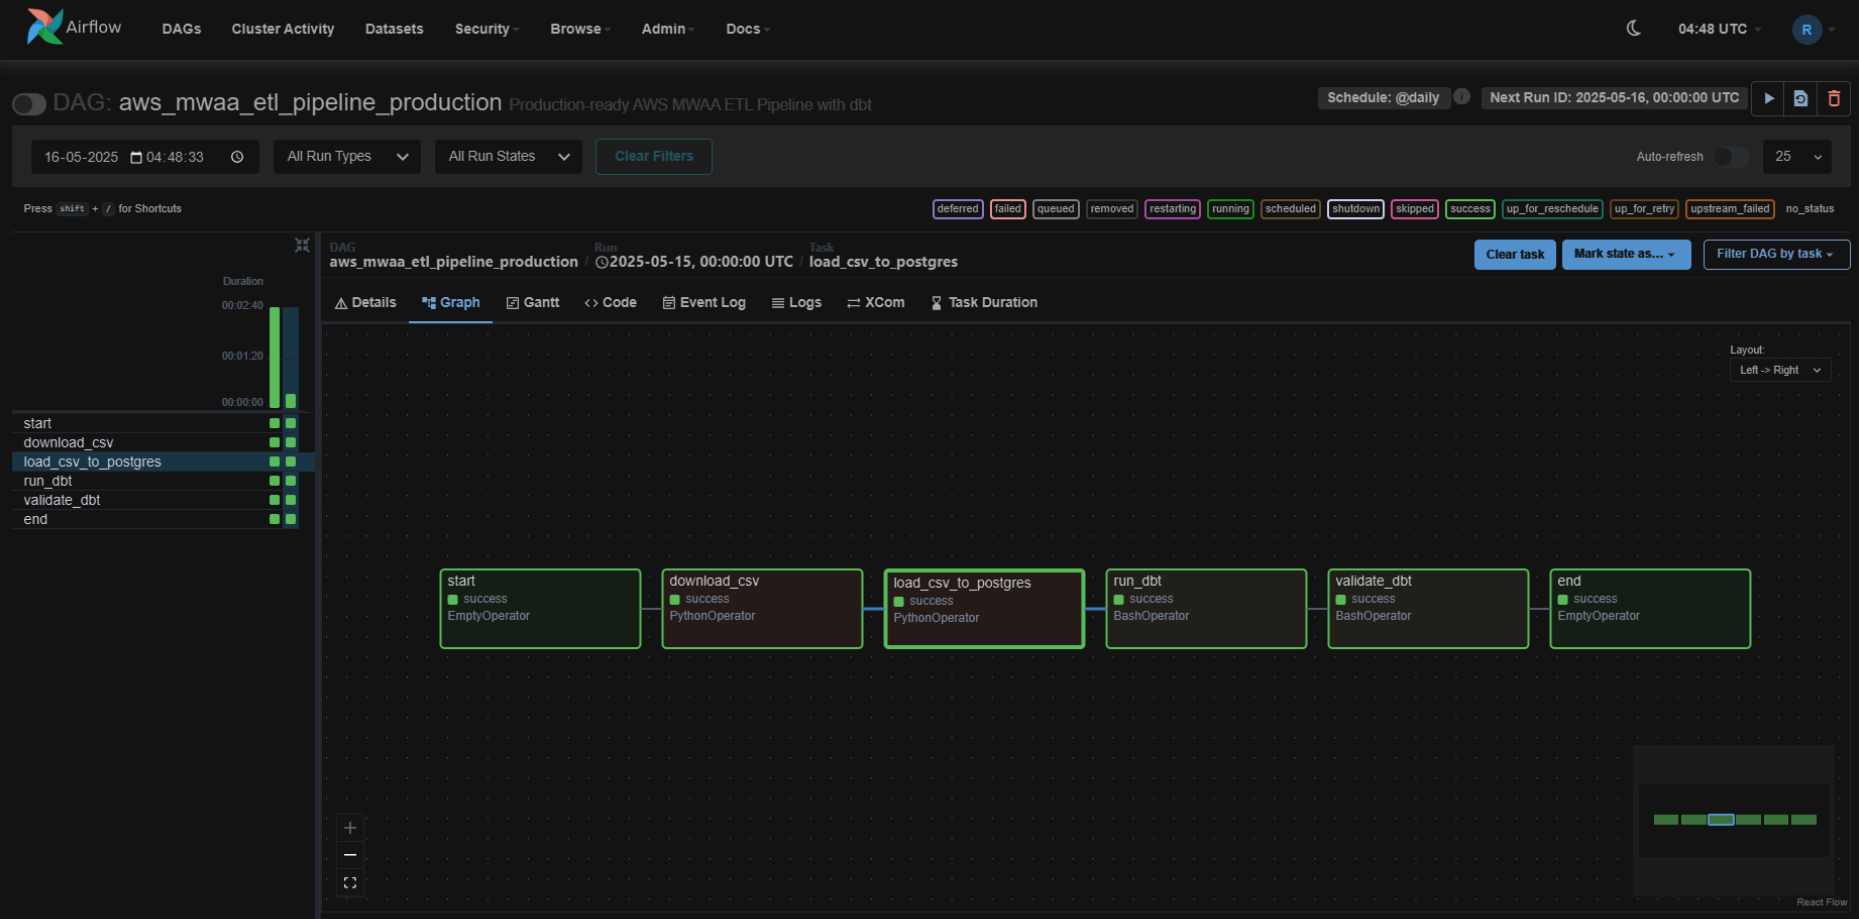 Airflow DAGs Cluster Activity Datasets Security Browse Admin Docs 04:48 UTC R
DAG: aws_mwaa_etl_pipeline_production Production-ready AWS MWAA ETL Pipeline with dbt Schedule: @daily Next Run ID: 2025-05-16, 00:00:00 UTC
16-05-2025 04:48:33 All Run Types All Run States Clear Filters Auto-refresh 25
Press shift + / for Shortcuts deferred failed queued removed restarting running scheduled shutdown skipped success up_for_reschedule up_for_retry upstream_failed no_status
DAG Run Task
aws_mwaa_etl_pipeline_production / 2025-05-15, 00:00:00 UTC / load_csv_to_postgres
Clear task Mark state as... Filter DAG by task
Details Graph Gantt Code Event Log Logs XCom Task Duration
Duration
00:02:40
00:01:20
00:00:00
start
download_csv
load_csv_to_postgres
run_dbt
validate_dbt
end
Layout:
Left -> Right
start
success
EmptyOperator
download_csv
success
PythonOperator
load_csv_to_postgres
success
PythonOperator
run_dbt
success
BashOperator
validate_dbt
success
BashOperator
end
success
EmptyOperator
React Flow